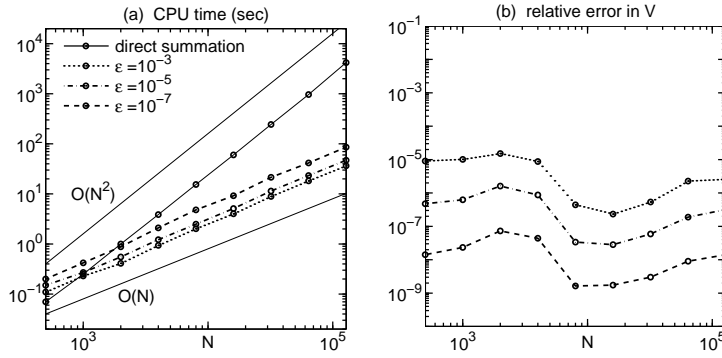 (a) CPU time (sec)
10^4
10^3
10^2
10^1
10^0
10^-1
direct summation
ε =10^-3
ε =10^-5
ε =10^-7
O(N^2)
O(N)
10^3
N
10^5
(b) relative error in V
10^-1
10^-3
10^-5
10^-7
10^-9
10^3
N
10^5